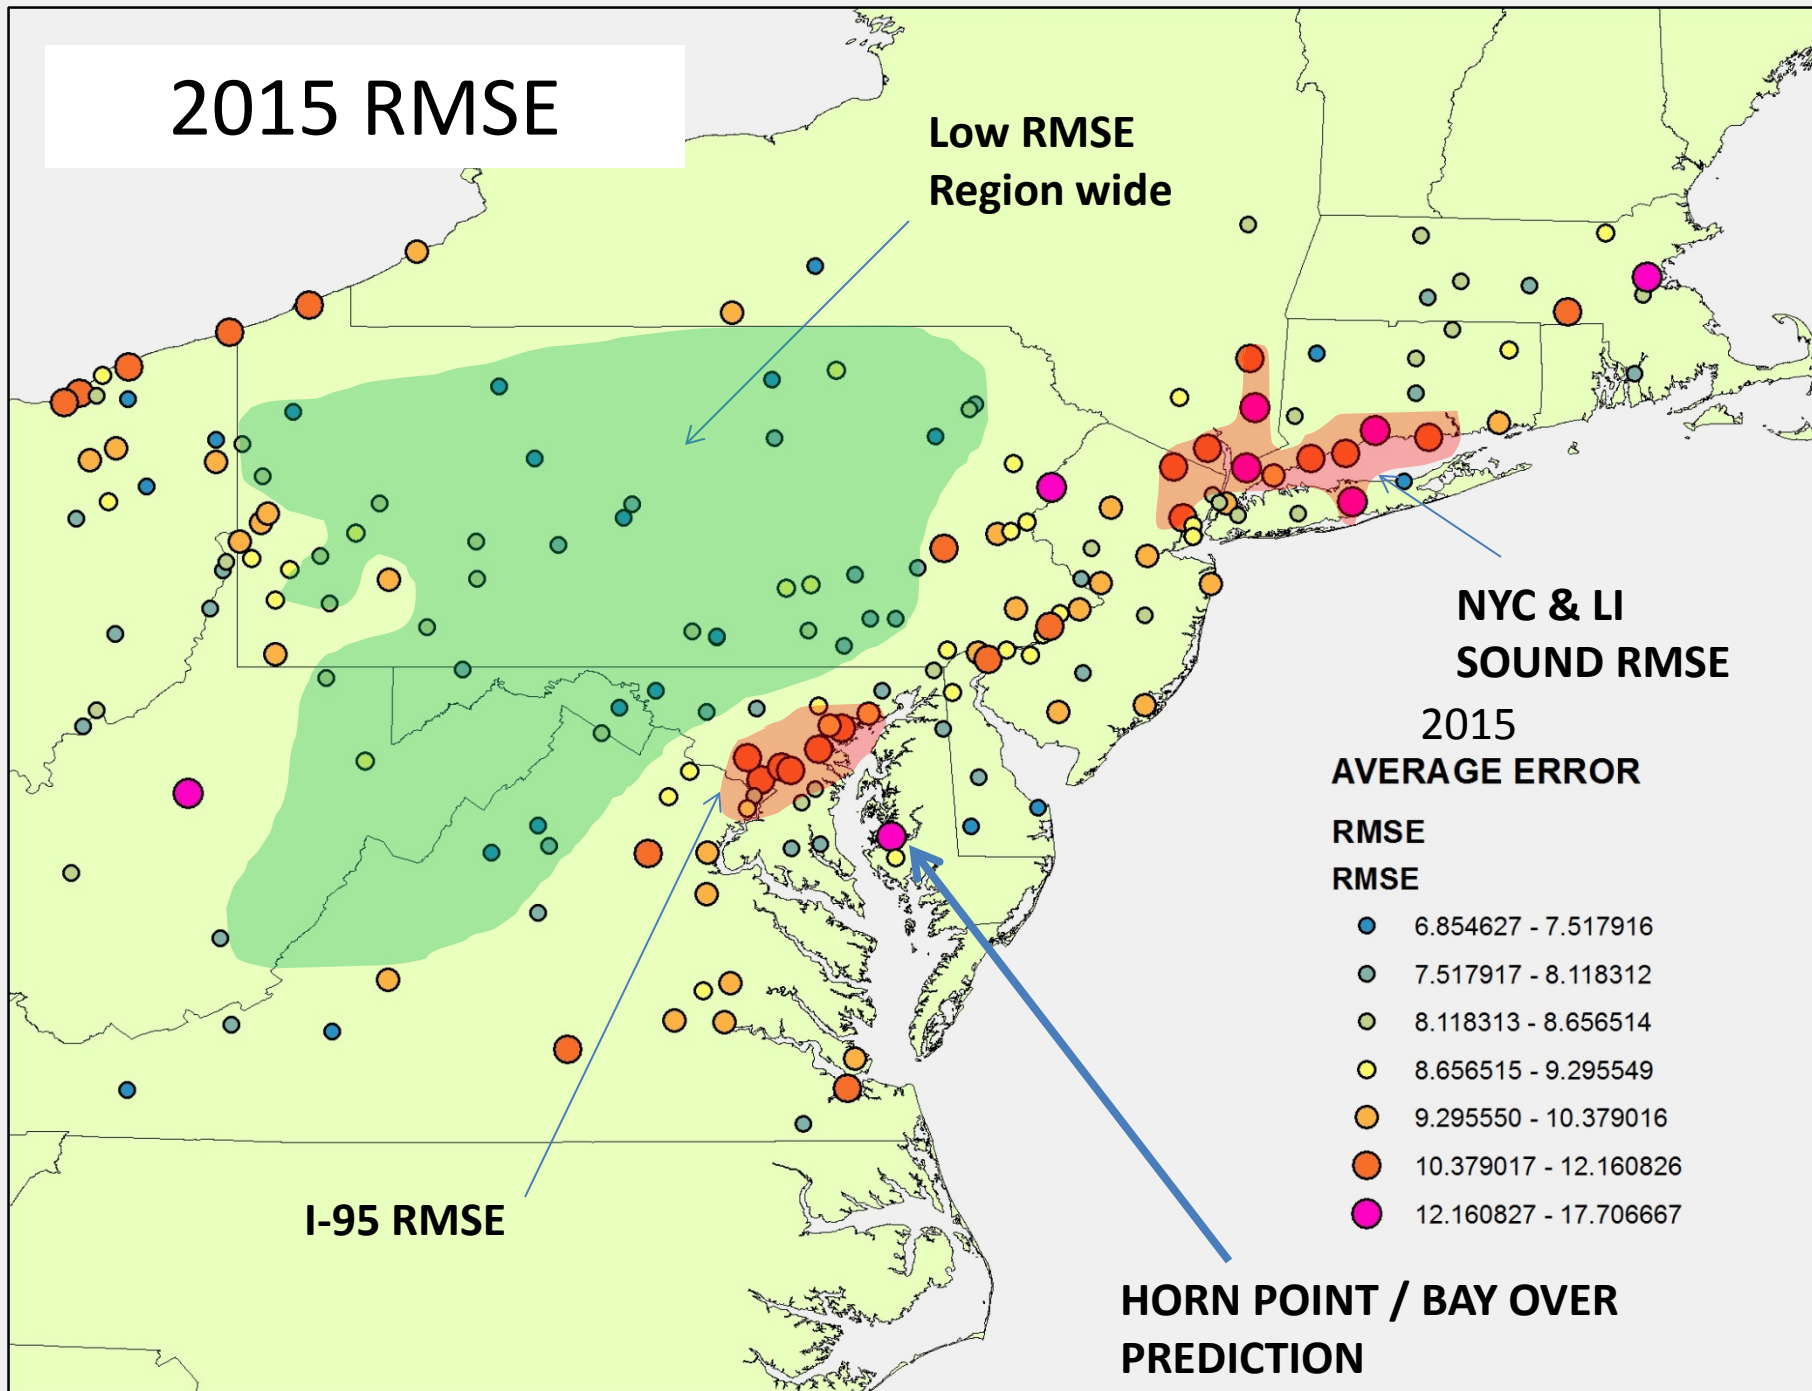 2015 RMSE
Low RMSE
Region wide
NYC & LI
SOUND RMSE
2015
AVERAGE ERROR
RMSE
RMSE
6.854627 - 7.517916
7.517917 - 8.118312
8.118313 - 8.656514
8.656515 - 9.295549
9.295550 - 10.379016
10.379017 - 12.160826
12.160827 - 17.706667
I-95 RMSE
HORN POINT / BAY OVER
PREDICTION